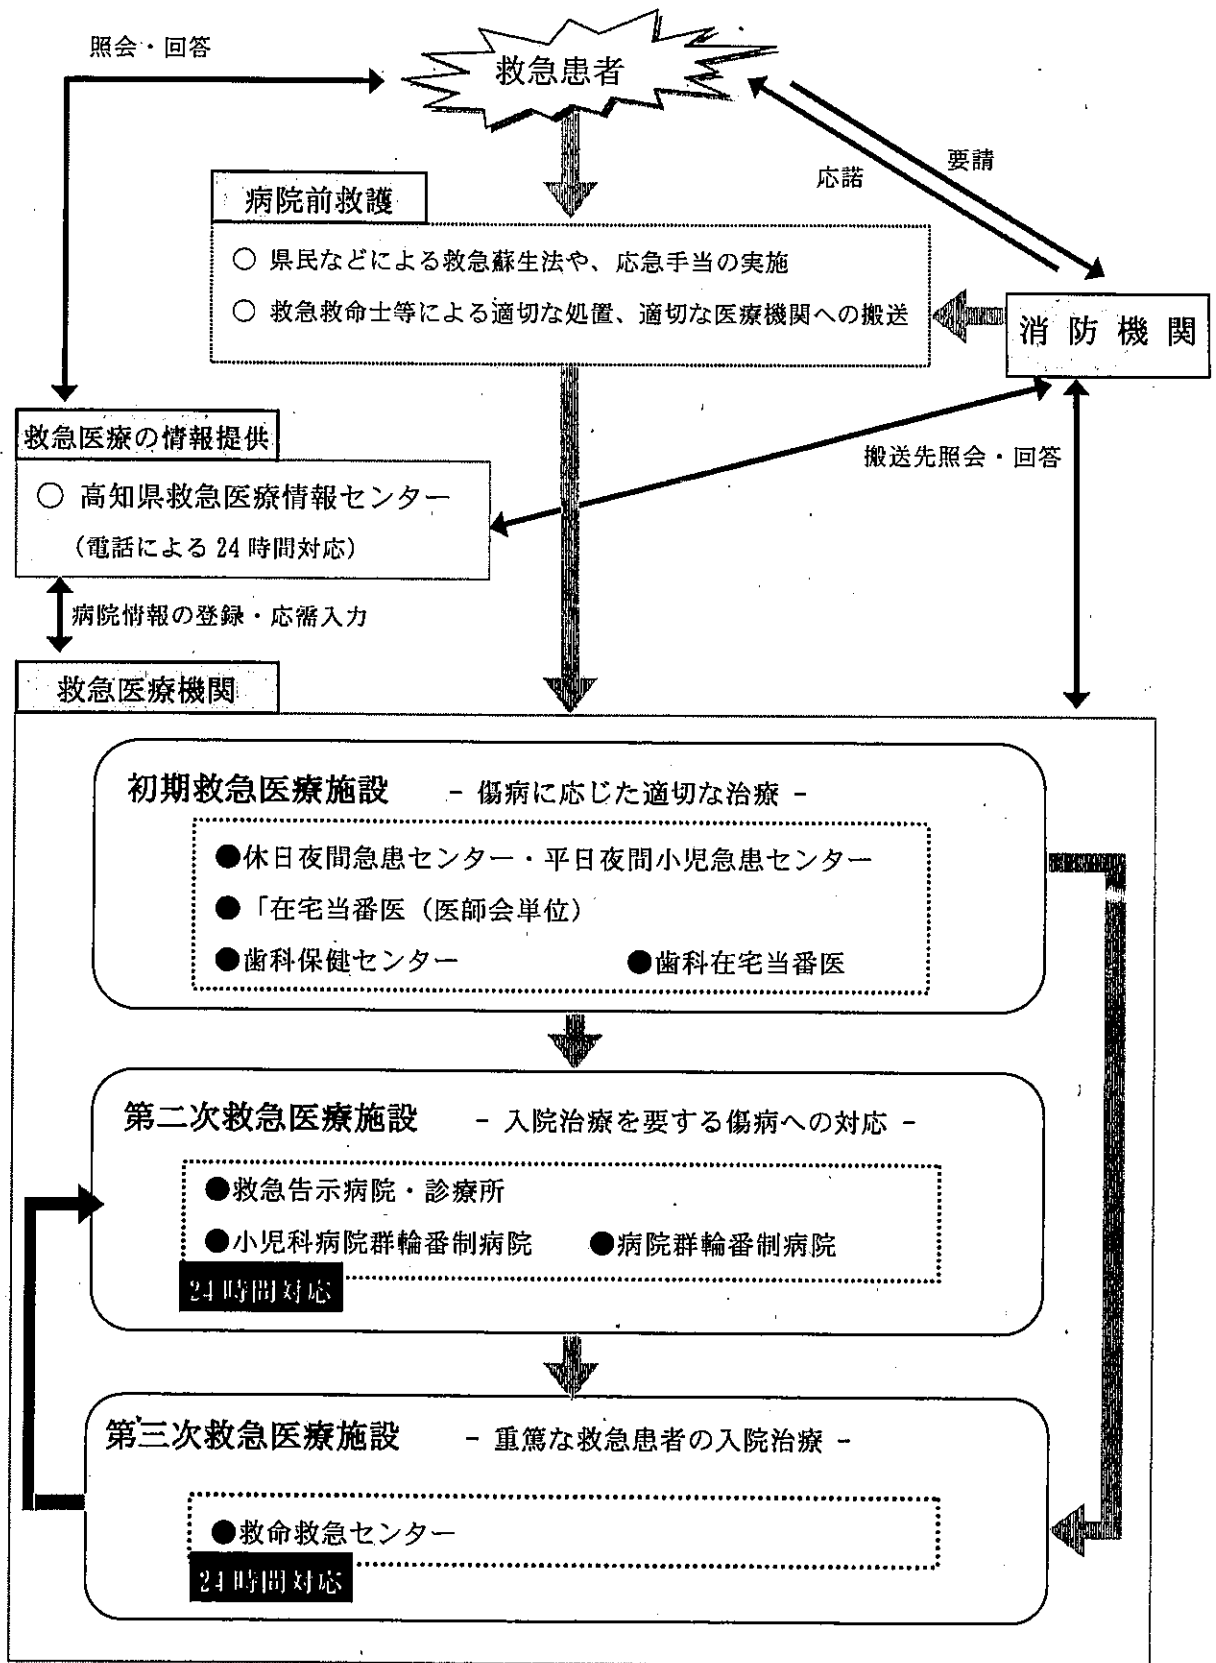 照会・回答
救急患者
要請
応諾
病院前救護
○ 県民などによる救急蘇生法や、応急手当の実施
○ 救急救命士等による適切な処置、適切な医療機関への搬送
消防機関
救急医療の情報提供
搬送先照会・回答
○ 高知県救急医療情報センター
（電話による24時間対応）
病院情報の登録・応需入力
救急医療機関
初期救急医療施設 － 傷病に応じた適切な治療 －
●休日夜間急患センター・平日夜間小児急患センター
●「在宅当番医（医師会単位）
●歯科保健センター ●歯科在宅当番医
第二次救急医療施設 － 入院治療を要する傷病への対応 －
●救急告示病院・診療所
●小児科病院群輪番制病院 ●病院群輪番制病院
24時間対応
第三次救急医療施設 － 重篤な救急患者の入院治療 －
●救命救急センター
24時間対応